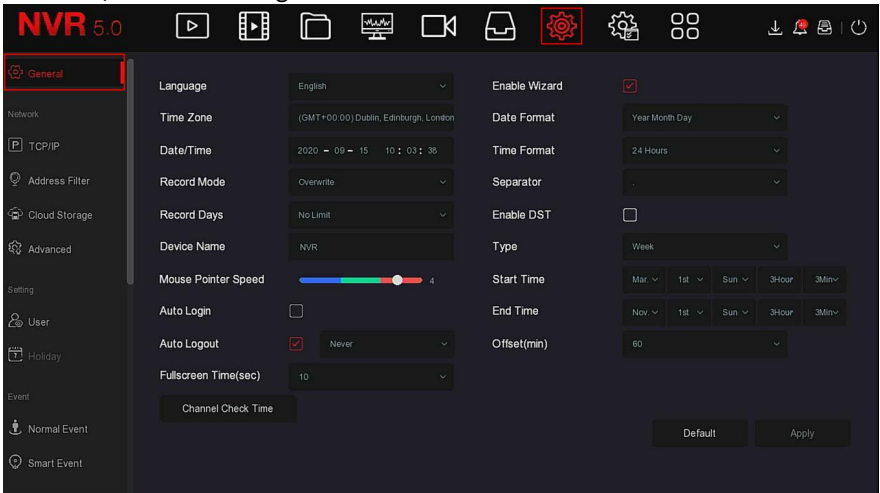 NVR 5.0
General
Network
TCP/IP
Address Filter
Cloud Storage
Advanced
Setting
User
Holiday
Event
Normal Event
Smart Event
Language English
Time Zone (GMT+00:00) Dublin, Edinburgh, London
Date/Time 2020 - 09 - 15 10 : 03 : 38
Record Mode Overwrite
Record Days No Limit
Device Name NVR
Mouse Pointer Speed 4
Auto Login
Auto Logout Never
Fullscreen Time(sec) 10
Channel Check Time
Enable Wizard
Date Format Year Month Day
Time Format 24 Hours
Separator -
Enable DST
Type Week
Start Time Mar. 1st Sun 3Hour 3Min
End Time Nov. 1st Sun 3Hour 3Min
Offset(min) 60
Default Apply